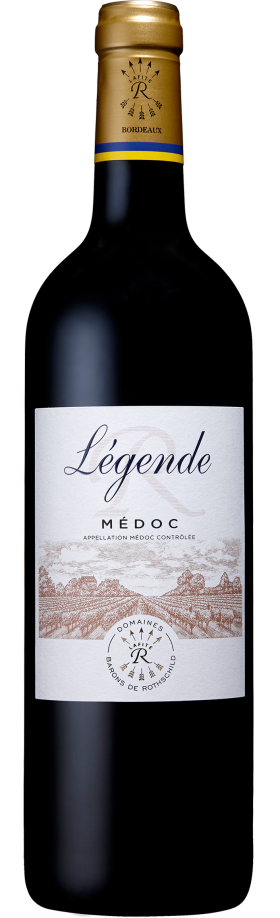 LAFITE
R
BORDEAUX
R
Légende
MÉDOC
APPELLATION MÉDOC CONTRÔLÉE
DOMAINES
LAFITE
R
BARONS DE ROTHSCHILD